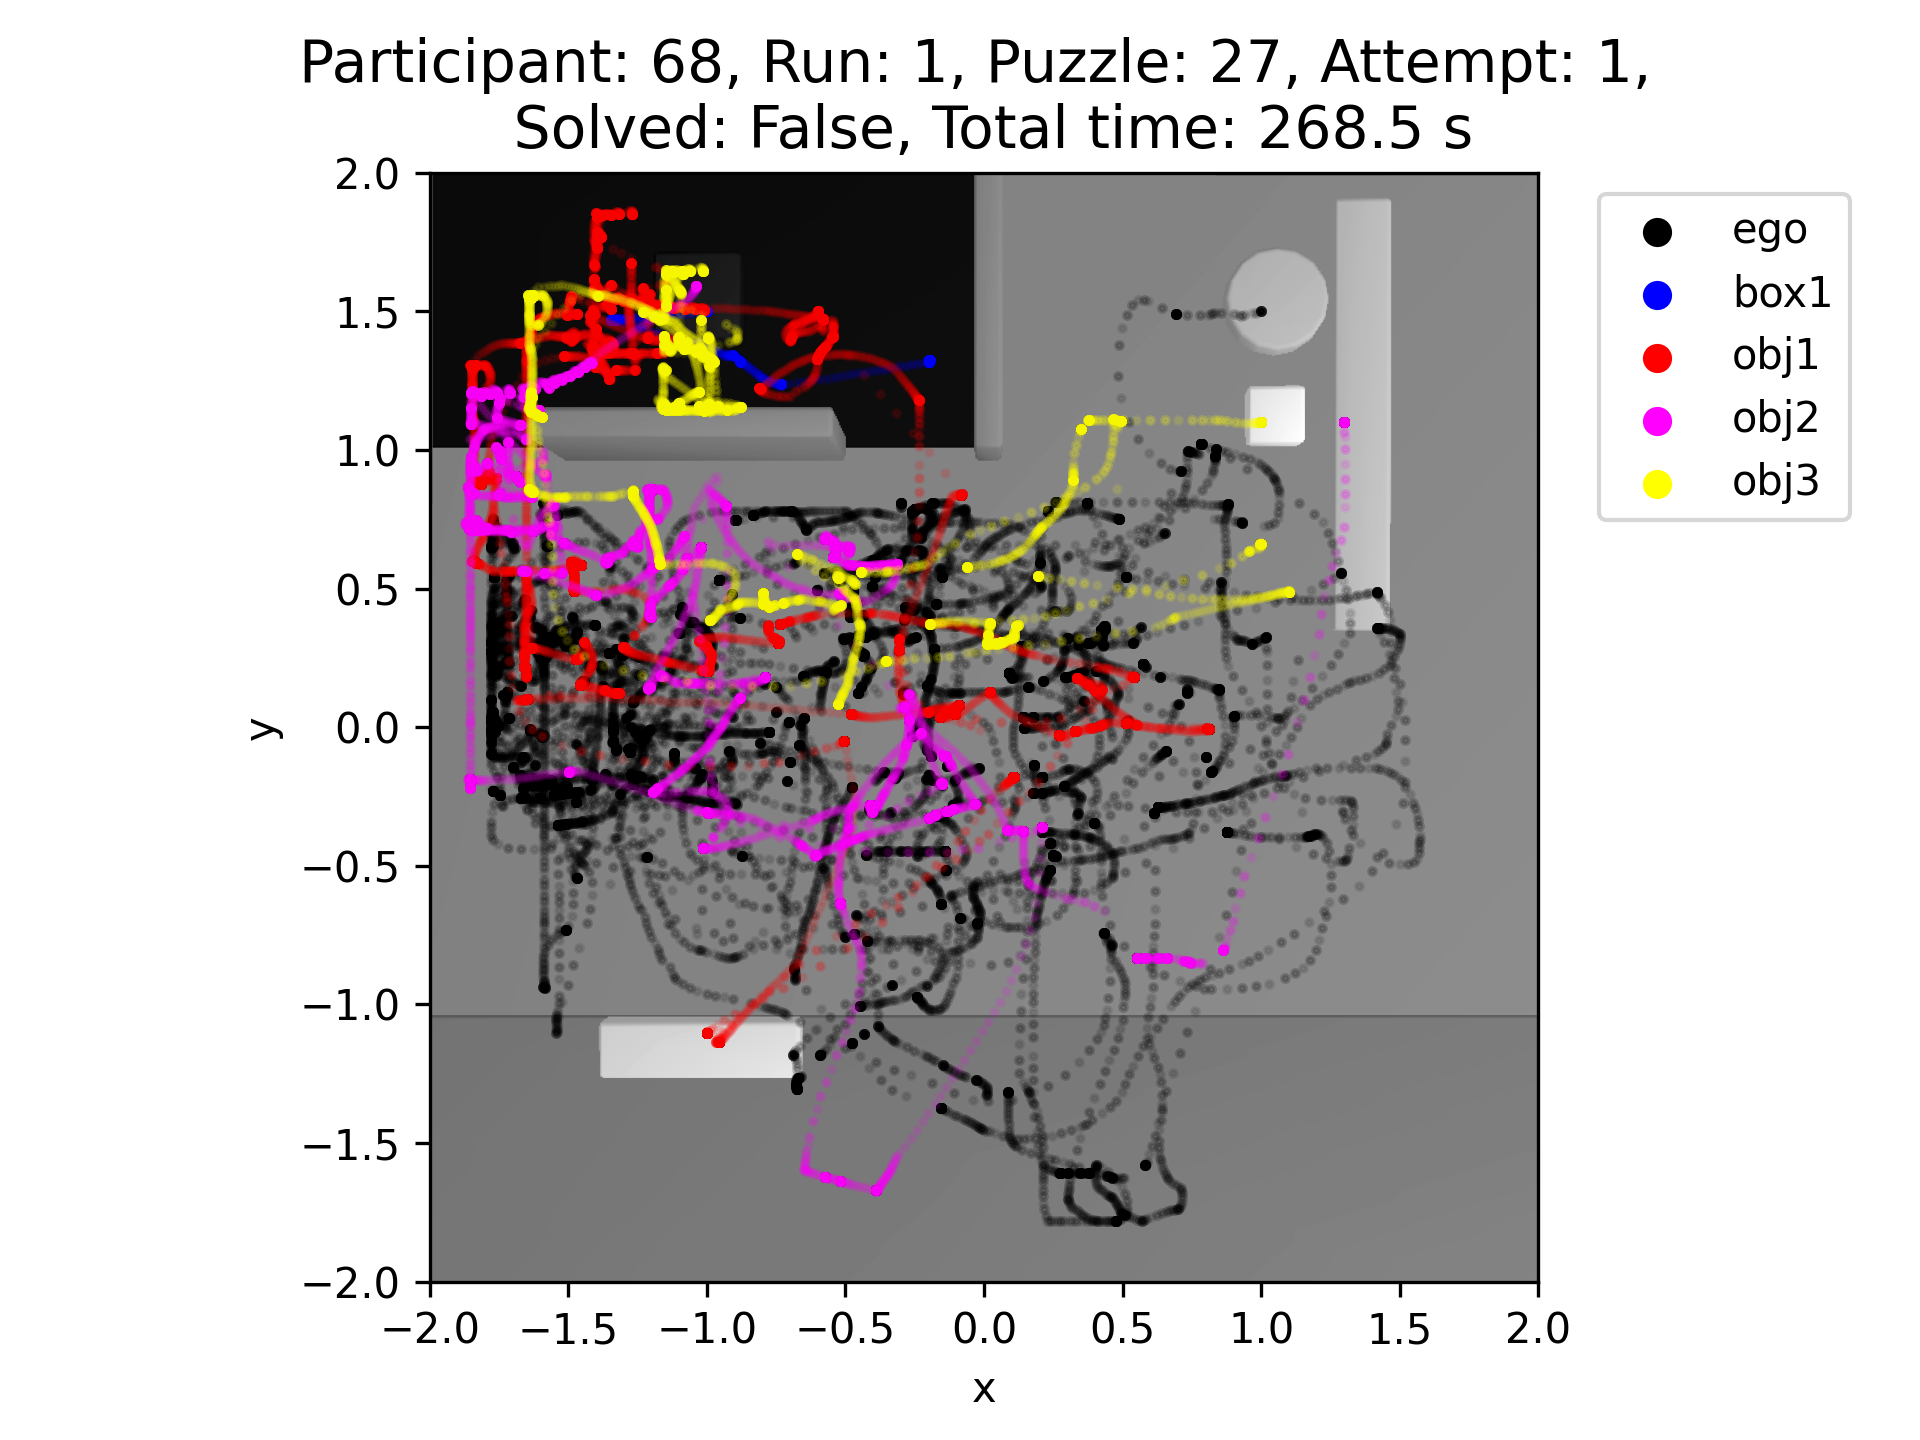 Participant: 68, Run: 1, Puzzle: 27, Attempt: 1,
Solved: False, Total time: 268.5 s
2.0
1.5
1.0
0.5
0.0
−0.5
−1.0
−1.5
−2.0
y
−2.0 −1.5 −1.0 −0.5 0.0 0.5 1.0 1.5 2.0
x
ego
box1
obj1
obj2
obj3